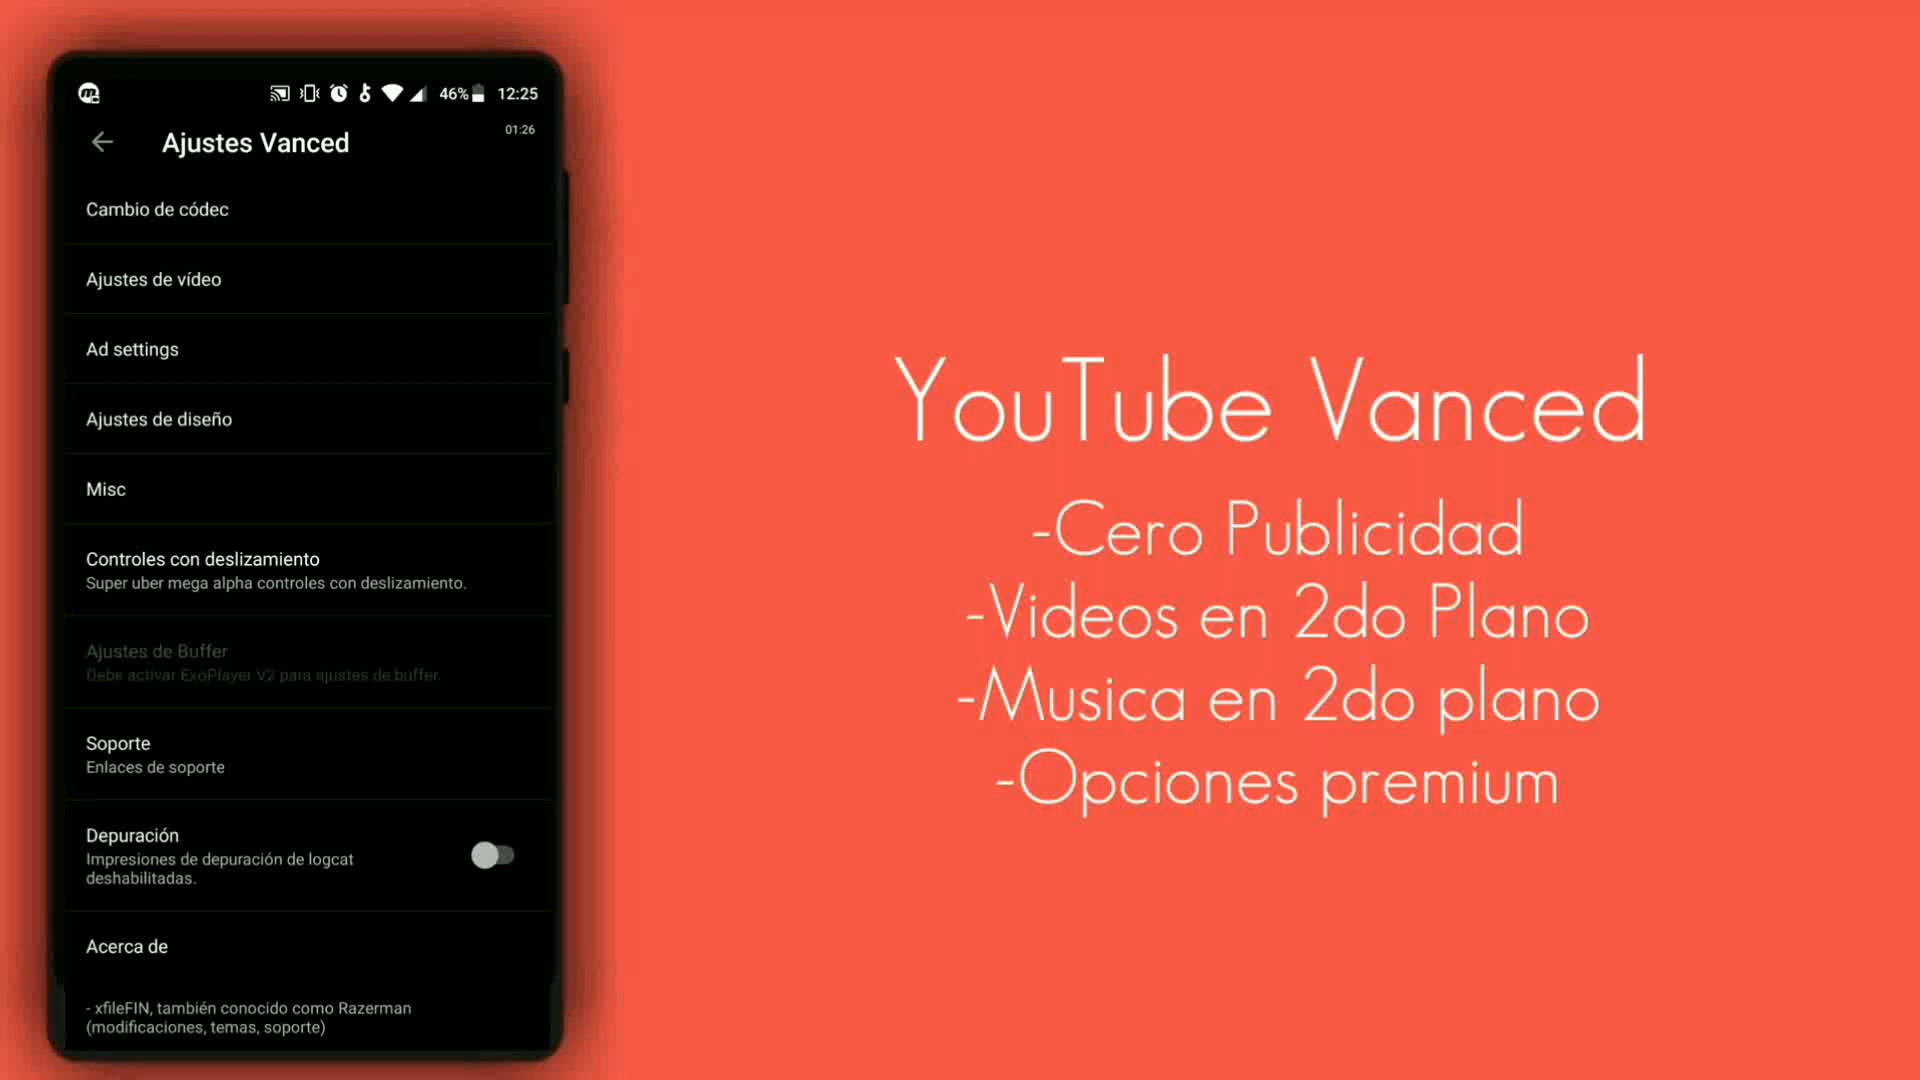 46%
12:25
01:26
Ajustes Vanced
Cambio de códec
Ajustes de vídeo
Ad settings
Ajustes de diseño
Misc
Controles con deslizamiento
Super uber mega alpha controles con deslizamiento.
Ajustes de Buffer
Debe activar ExoPlayer V2 para ajustes de buffer.
Soporte
Enlaces de soporte
Depuración
Impresiones de depuración de logcat
deshabilitadas.
Acerca de
- xfileFIN, también conocido como Razerman
(modificaciones, temas, soporte)
YouTube Vanced
-Cero Publicidad
-Videos en 2do Plano
-Musica en 2do plano
-Opciones premium